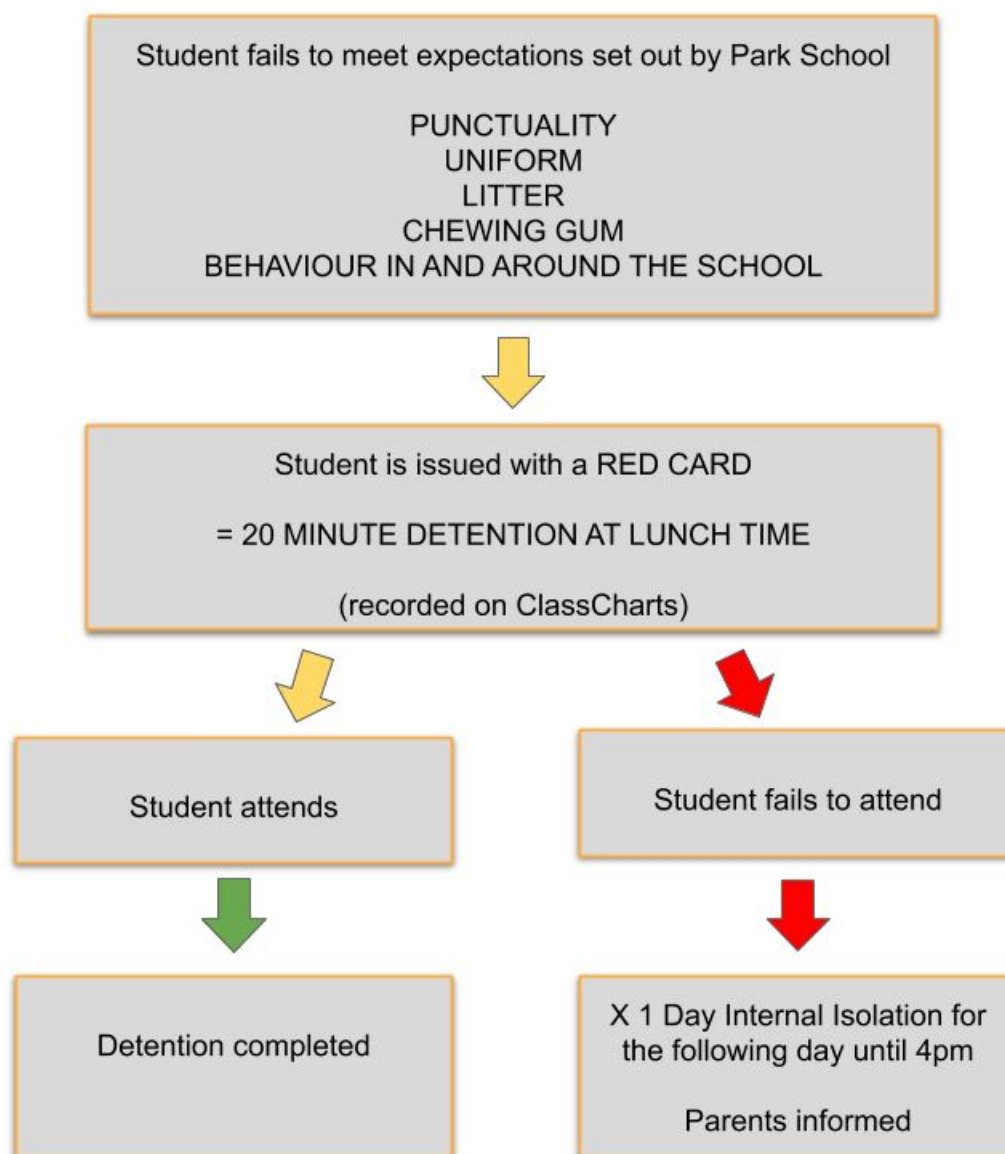 Student fails to meet expectations set out by Park School
PUNCTUALITY
UNIFORM
LITTER
CHEWING GUM
BEHAVIOUR IN AND AROUND THE SCHOOL
Student is issued with a RED CARD
= 20 MINUTE DETENTION AT LUNCH TIME
(recorded on ClassCharts)
Student attends
Student fails to attend
Detention completed
X 1 Day Internal Isolation for
the following day until 4pm
Parents informed